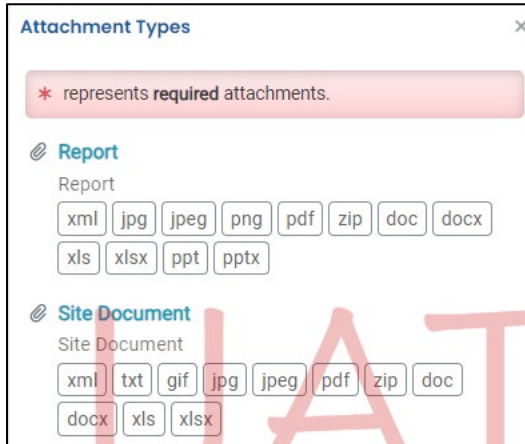 Attachment Types ×
* represents required attachments.
Report
Report
xml jpg jpeg png pdf zip doc docx
xls xlsx ppt pptx
Site Document
Site Document
xml txt gif jpg jpeg pdf zip doc
docx xls xlsx
UAT